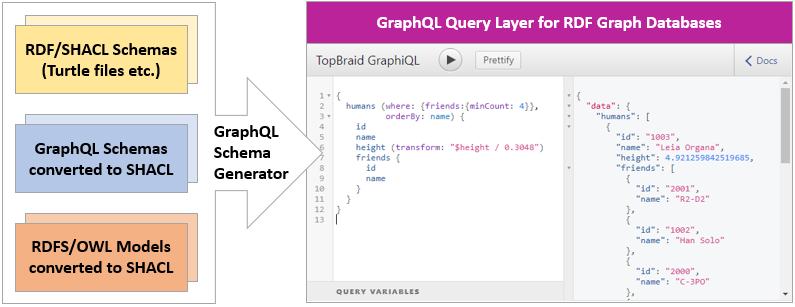 RDF/SHACL Schemas
(Turtle files etc.)
GraphQL Schemas
converted to SHACL
RDFS/OWL Models
converted to SHACL
GraphQL
Schema
Generator
GraphQL Query Layer for RDF Graph Databases
TopBraid GraphiQL
Prettify
Docs
1 {
2 humans (where: {friends:{minCount: 4}},
3 orderBy: name) {
4 id
5 name
6 height (transform: "$height / 0.3048")
7 friends {
8 id
9 name
10 }
11 }
12 }
13
QUERY VARIABLES
{
"data": {
"humans": [
{
"id": "1003",
"name": "Leia Organa",
"height": 4.921259842519685,
"friends": [
{
"id": "2001",
"name": "R2-D2"
},
{
"id": "1002",
"name": "Han Solo"
},
{
"id": "2000",
"name": "C-3PO"
},